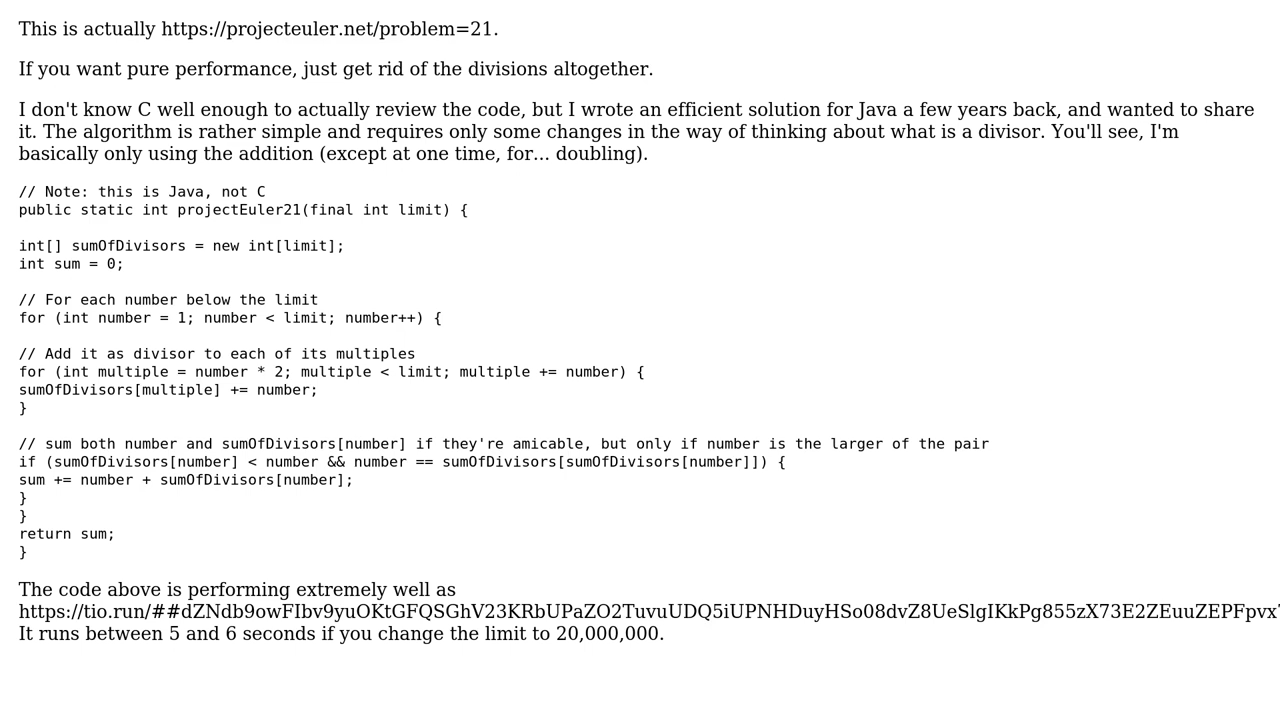 This is actually https://projecteuler.net/problem=21.
If you want pure performance, just get rid of the divisions altogether.
I don't know C well enough to actually review the code, but I wrote an efficient solution for Java a few years back, and wanted to share
it. The algorithm is rather simple and requires only some changes in the way of thinking about what is a divisor. You'll see, I'm
basically only using the addition (except at one time, for... doubling).
// Note: this is Java, not C
public static int projectEuler21(final int limit) {
int[] sumOfDivisors = new int[limit];
int sum = 0;
// For each number below the limit
for (int number = 1; number < limit; number++) {
// Add it as divisor to each of its multiples
for (int multiple = number * 2; multiple < limit; multiple += number) {
sumOfDivisors[multiple] += number;
}
// sum both number and sumOfDivisors[number] if they're amicable, but only if number is the larger of the pair
if (sumOfDivisors[number] < number && number == sumOfDivisors[sumOfDivisors[number]]) {
sum += number + sumOfDivisors[number];
}
}
return sum;
}
The code above is performing extremely well as
https://tio.run/##dZNdb9owFIbv9yuOKtGFQSGhV23KRbUPaZO2TuvuUDQ5iUPNHDuyHSo08dvZ8UeSlgIKkPg855zX73E2ZEuuZEPFpvx
It runs between 5 and 6 seconds if you change the limit to 20,000,000.